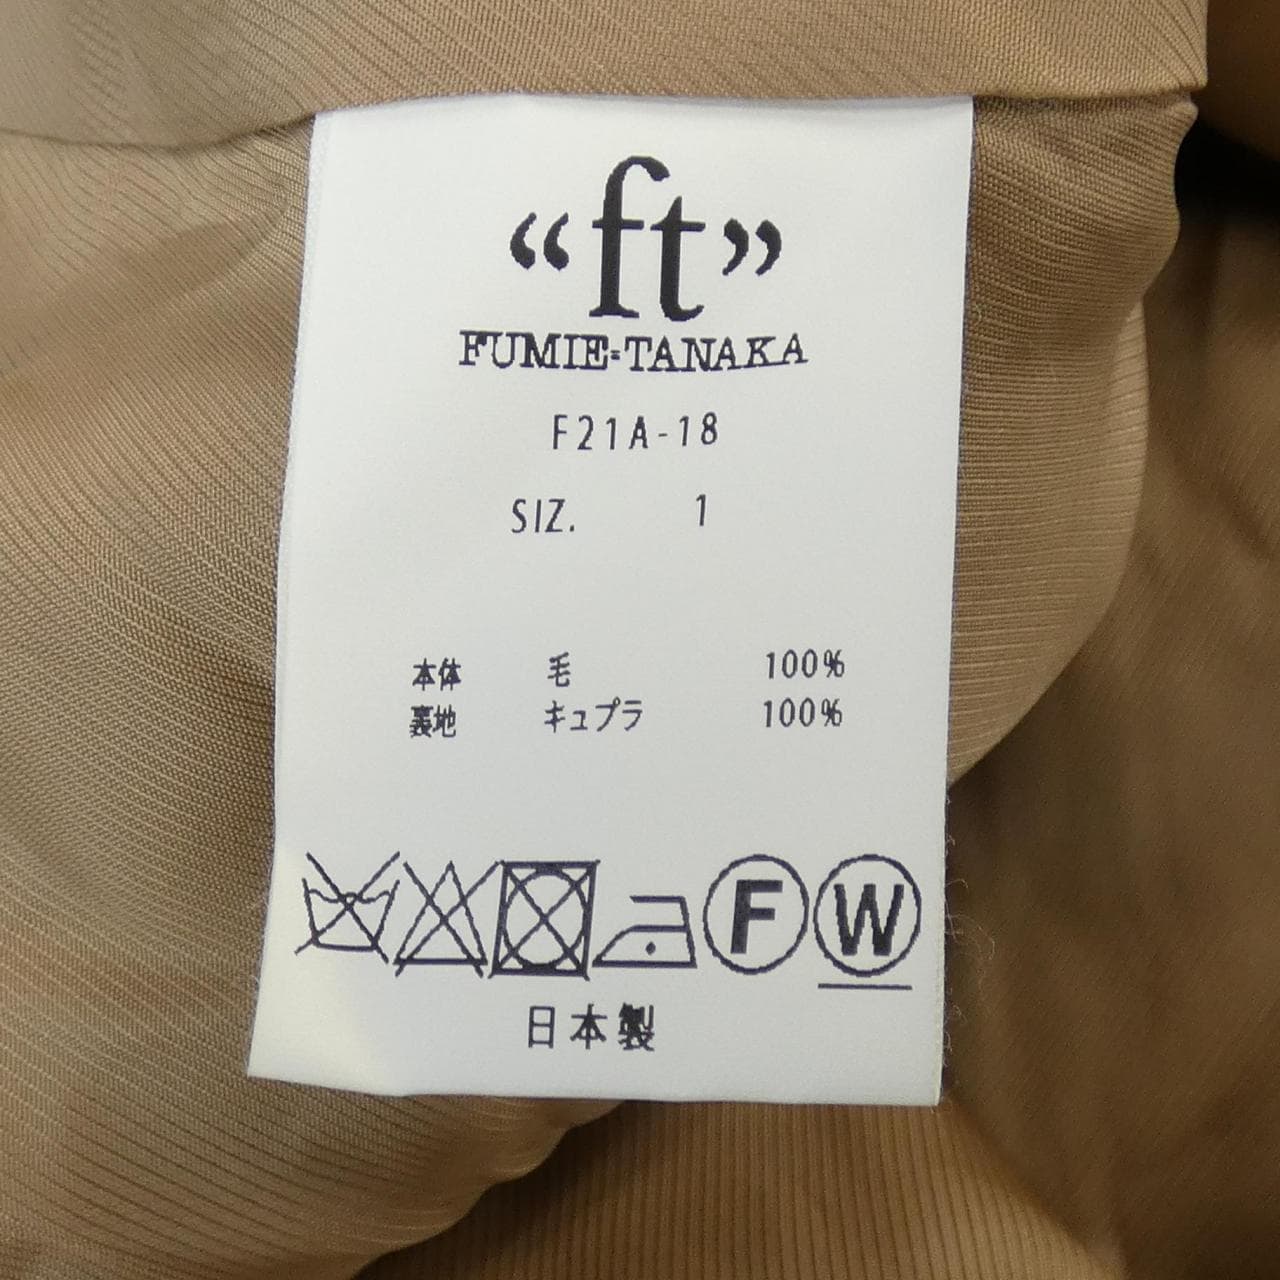 “ft”
FUMIE=TANAKA
F21A-18
SIZ. 1
本体 毛 100%
裏地 キュプラ 100%
F W
日本製